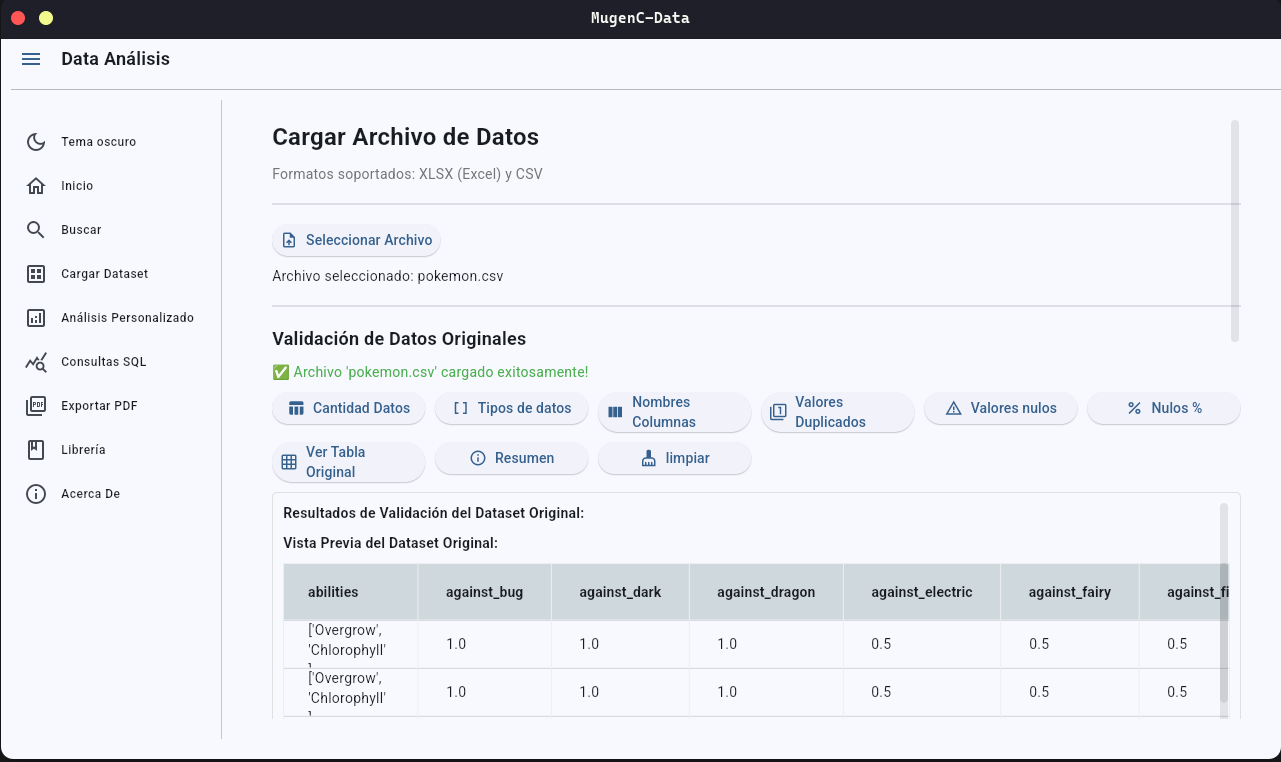 MugenC-Data
Data Análisis
Tema oscuro
Inicio
Buscar
Cargar Dataset
Análisis Personalizado
Consultas SQL
Exportar PDF
Librería
Acerca De
Cargar Archivo de Datos
Formatos soportados: XLSX (Excel) y CSV
Seleccionar Archivo
Archivo seleccionado: pokemon.csv
Validación de Datos Originales
✅ Archivo 'pokemon.csv' cargado exitosamente!
Cantidad Datos
Tipos de datos
Nombres
Columnas
Valores
Duplicados
Valores nulos
Nulos %
Ver Tabla
Original
Resumen
limpiar
Resultados de Validación del Dataset Original:
Vista Previa del Dataset Original:
abilities against_bug against_dark against_dragon against_electric against_fairy against_fi
['Overgrow',
'Chlorophyll'
] 1.0 1.0 1.0 0.5 0.5 0.5
['Overgrow',
'Chlorophyll'
] 1.0 1.0 1.0 0.5 0.5 0.5